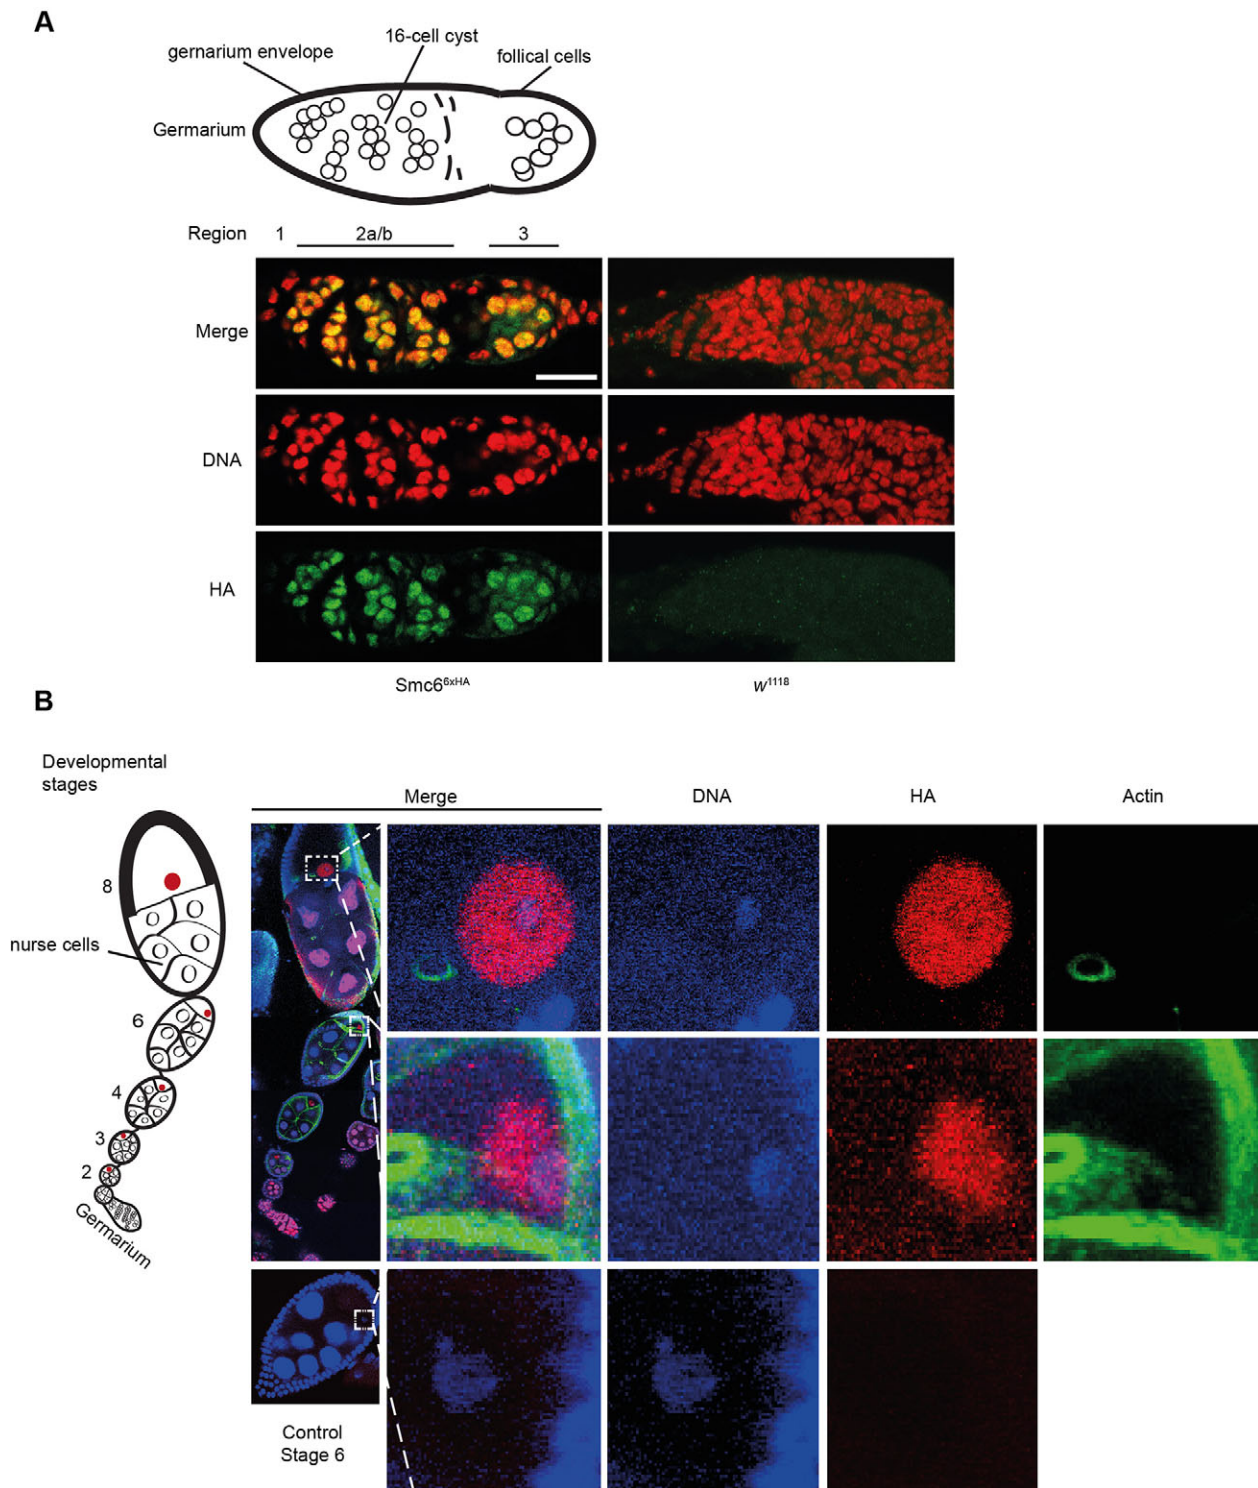 A
16-cell cyst
gernarium envelope
follical cells
Germarium
Region 1 2a/b 3
Merge
DNA
HA
Smc6^6xHA w^1118
B
Developmental
stages
Merge DNA HA Actin
8
nurse cells
6
4
3
2
Germarium
Control
Stage 6